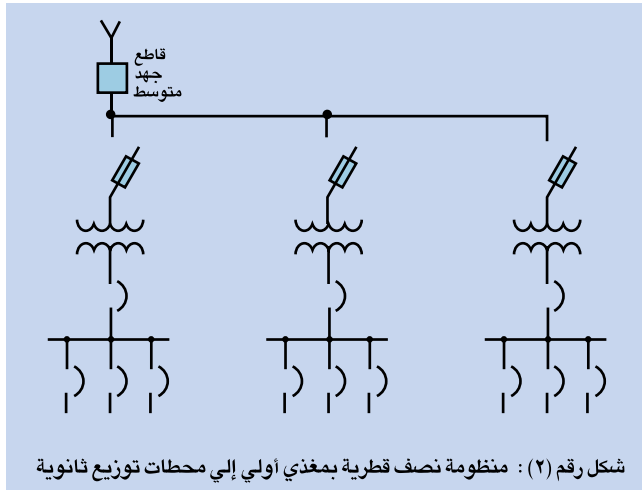 قاطع
جهد
متوسط
شكل رقم (٢) : منظومة نصف قطرية بمغذي أولي إلي محطات توزيع ثانوية